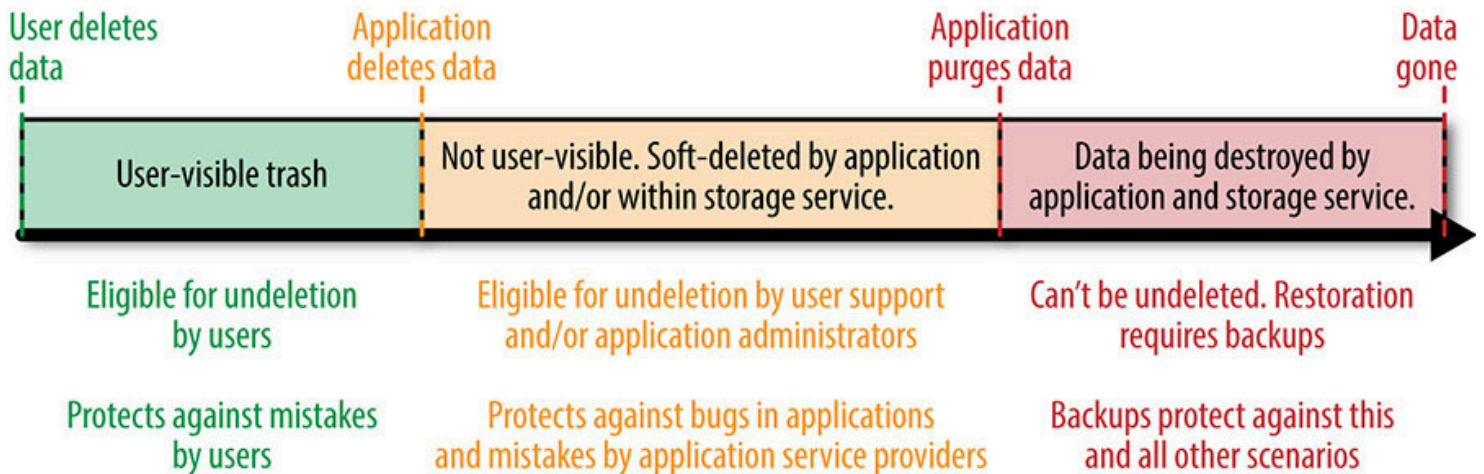 User deletes
data
Application
deletes data
Application
purges data
Data
gone
User-visible trash
Not user-visible. Soft-deleted by application
and/or within storage service.
Data being destroyed by
application and storage service.
Eligible for undeletion
by users
Eligible for undeletion by user support
and/or application administrators
Can’t be undeleted. Restoration
requires backups
Protects against mistakes
by users
Protects against bugs in applications
and mistakes by application service providers
Backups protect against this
and all other scenarios